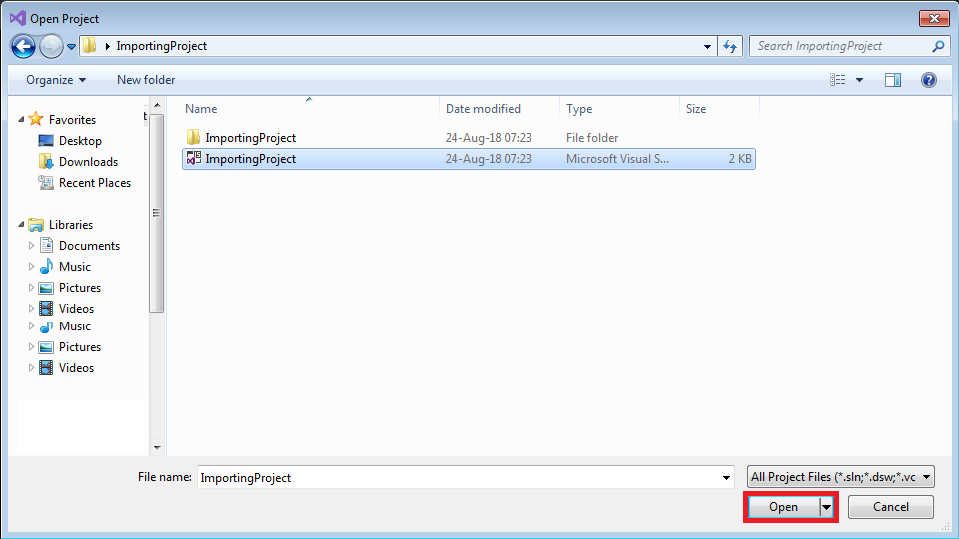 Open Project
ImportingProject
Search ImportingProject
Organize
New folder
Name
Date modified
Type
Size
Favorites
Desktop
Downloads
Recent Places
Libraries
Documents
Music
Pictures
Videos
Music
Pictures
Videos
ImportingProject 24-Aug-18 07:23 File folder
ImportingProject 24-Aug-18 07:23 Microsoft Visual S... 2 KB
File name: ImportingProject
All Project Files (*.sln;*.dsw;*.vc
Open
Cancel